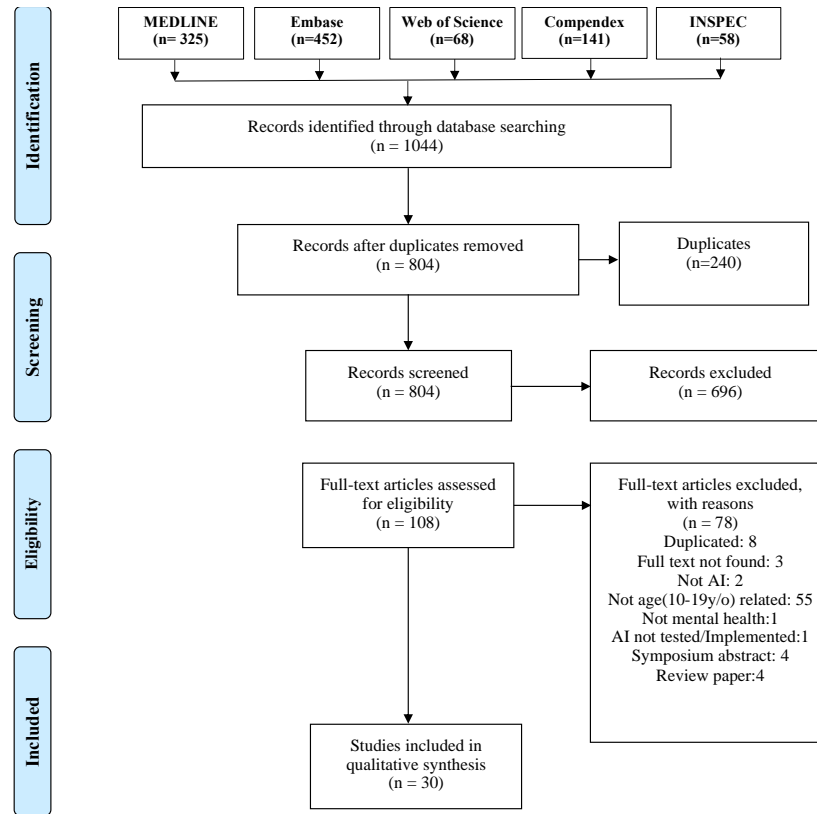 MEDLINE
(n= 325)
Embase
(n=452)
Web of Science
(n=68)
Compendex
(n=141)
INSPEC
(n=58)
Identification
Records identified through database searching
(n = 1044)
Records after duplicates removed
(n = 804)
Duplicates
(n=240)
Screening
Records screened
(n = 804)
Records excluded
(n = 696)
Eligibility
Full-text articles assessed
for eligibility
(n = 108)
Full-text articles excluded,
with reasons
(n = 78)
Duplicated: 8
Full text not found: 3
Not AI: 2
Not age(10-19y/o) related: 55
Not mental health:1
AI not tested/Implemented:1
Symposium abstract: 4
Review paper:4
Included
Studies included in
qualitative synthesis
(n = 30)